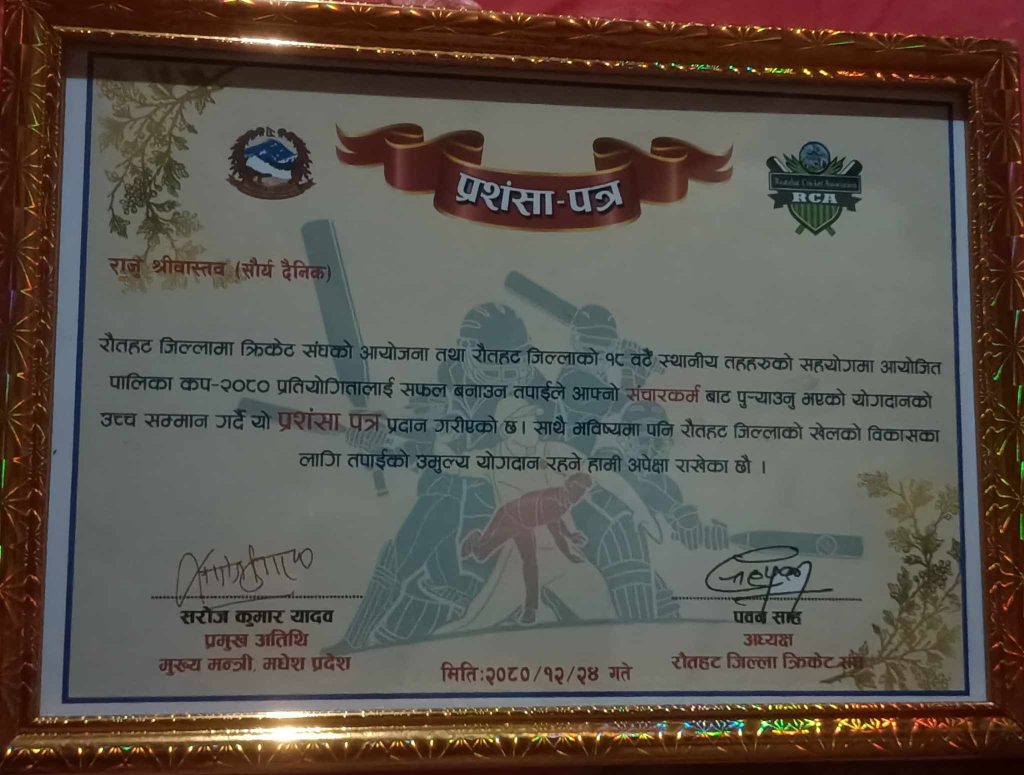 प्रशंसा-पत्र
Rautahat Cricket Association
RCA
राजु श्रीवास्तव (सौर्य दैनिक)
रौतहट जिल्लामा क्रिकेट संघको आयोजना तथा रौतहट जिल्लाको १८ वटै स्थानीय तहहरुको सहयोगमा आयोजित
पालिका कप-२०८० प्रतियोगितालाई सफल बनाउन तपाईले आफ्नो संचारकर्म बाट पुऱ्याउनु भएको योगदानको
उच्च सम्मान गर्दै यो प्रशंसा पत्र प्रदान गरीएको छ। साथै भविष्यमा पनि रौतहट जिल्लाको खेलको विकासका
लागि तपाईको उमुल्य योगदान रहने हामी अपेक्षा राखेका छौ ।
सरोज कुमार यादव
प्रमुख अतिथि
मुख्य मन्त्री, मधेश प्रदेश
मिति:२०८०/१२/२४ गते
पवन साह
अध्यक्ष
रौतहट जिल्ला क्रिकेट संघ